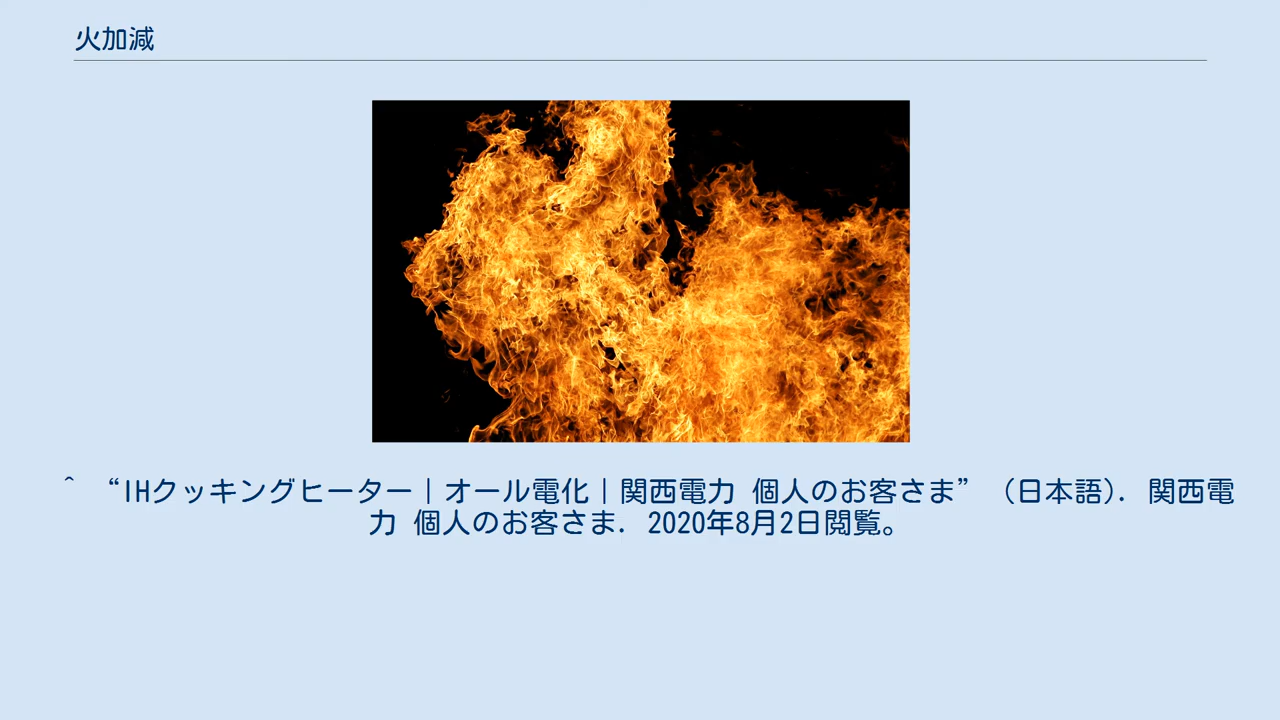 火加減
^ “IHクッキングヒーター｜オール電化｜関西電力 個人のお客さま” (日本語). 関西電
力 個人のお客さま. 2020年8月2日閲覧。